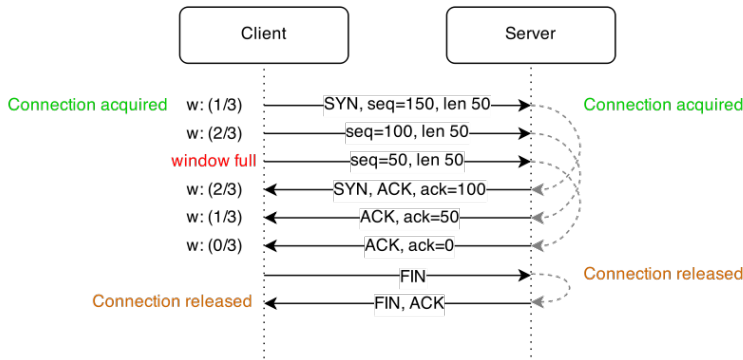 Client
Server
Connection acquired
w: (1/3)
SYN, seq=150, len 50
Connection acquired
w: (2/3)
seq=100, len 50
window full
seq=50, len 50
w: (2/3)
SYN, ACK, ack=100
w: (1/3)
ACK, ack=50
w: (0/3)
ACK, ack=0
FIN
Connection released
Connection released
FIN, ACK